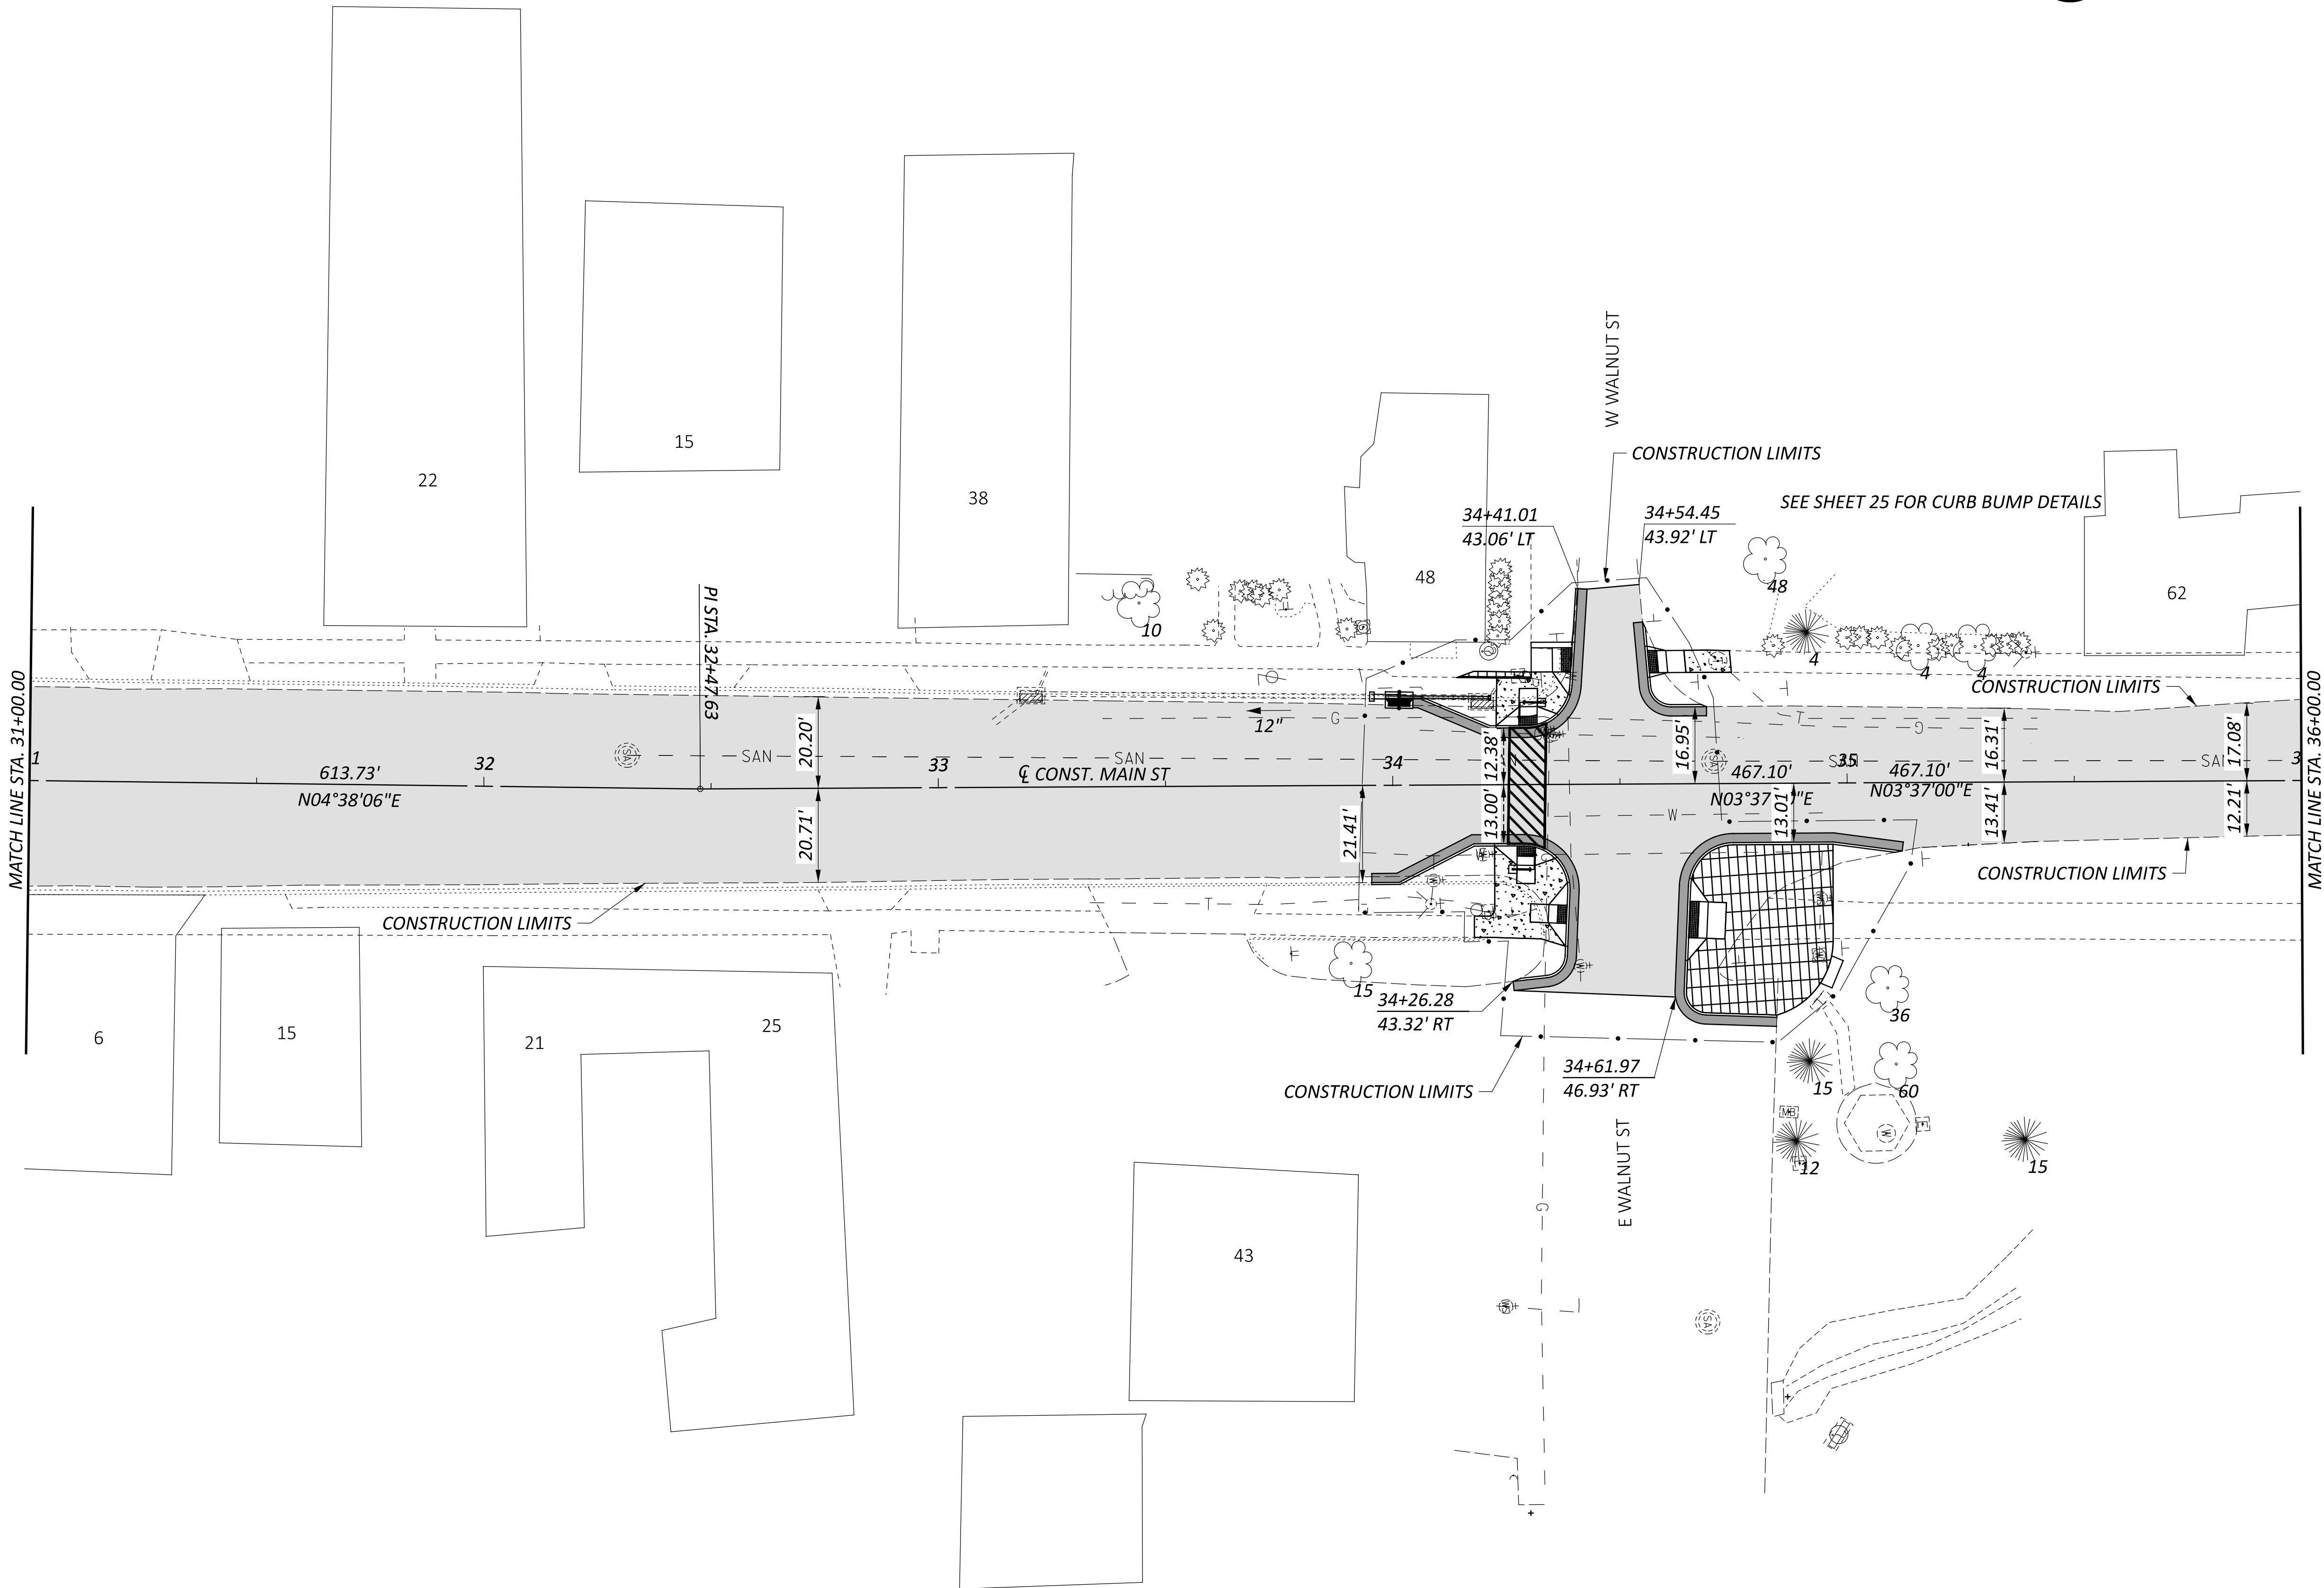 22
15
38
48
62
W WALNUT ST
CONSTRUCTION LIMITS
SEE SHEET 25 FOR CURB BUMP DETAILS
34+41.01
43.06' LT
34+54.45
43.92' LT
48
10
4
4
4
CONSTRUCTION LIMITS
MATCH LINE STA. 31+00.00
PI STA. 32+47.63
MATCH LINE STA. 36+00.00
12"
G
G
T
SAN
SAN
SAN
1
32
33
34
35
3
613.73'
N04°38'06"E
℄ CONST. MAIN ST
467.10'
467.10'
N03°37'00"E
20.20'
20.71'
21.41'
12.38'
13.00'
16.95'
13.01'
16.31'
13.41'
17.08'
12.21'
W
T
CONSTRUCTION LIMITS
CONSTRUCTION LIMITS
6
15
21
25
15
34+26.28
43.32' RT
36
CONSTRUCTION LIMITS
34+61.97
46.93' RT
15
60
MB
W
E
12
15
E WALNUT ST
G
43
WS
SA